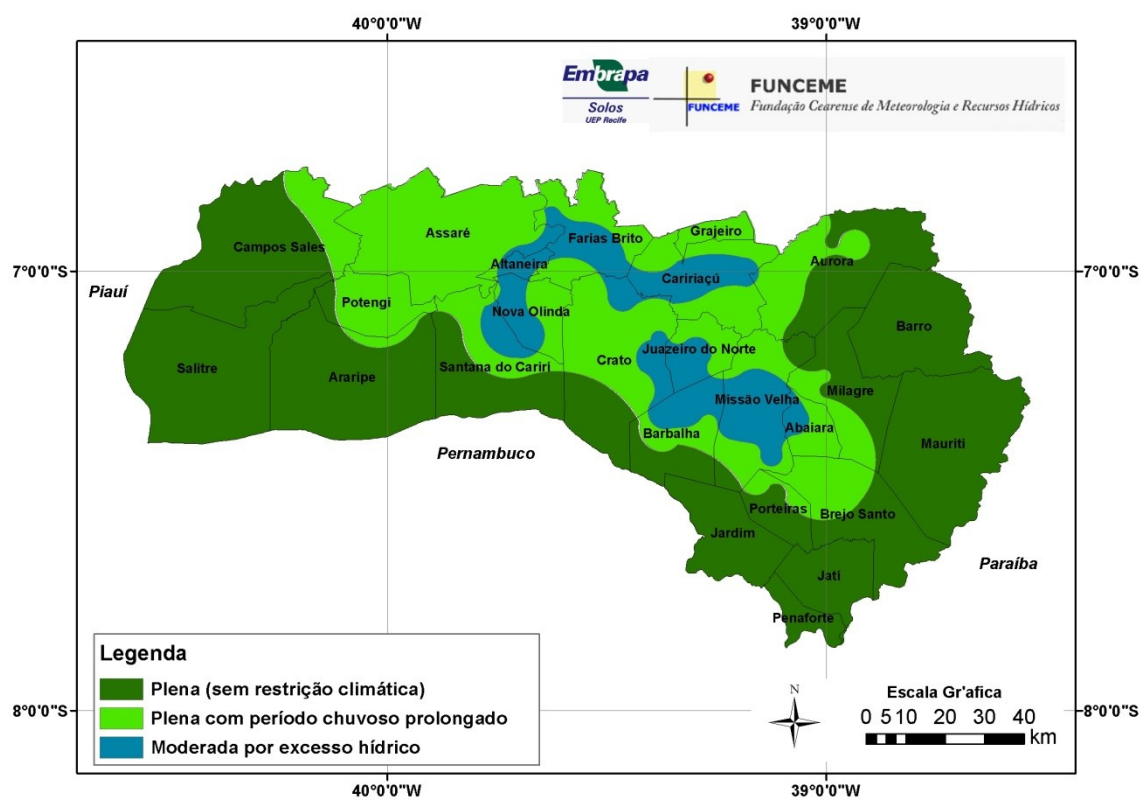 40°0'0"W
39°0'0"W
Embrapa
Solos
UEP Recife
FUNCEME
FUNCEME
Fundação Cearense de Meteorologia e Recursos Hídricos
7°0'0"S
7°0'0"S
Piauí
Campos Sales
Assaré
Altaneira
Farias Brito
Grajeiro
Caririaçú
Aurora
Potengi
Nova Olinda
Barro
Salitre
Araripe
Santana do Cariri
Crato
Juazeiro do Norte
Missão Velha
Milagre
Abaiara
Barbalha
Mauriti
Pernambuco
Porteiras
Brejo Santo
Jardim
Jati
Paraíba
Penaforte
Legenda
Plena (sem restrição climática)
Plena com período chuvoso prolongado
Moderada por excesso hídrico
N
Escala Gr'afica
0 5 10 20 30 40
km
8°0'0"S
8°0'0"S
40°0'0"W
39°0'0"W